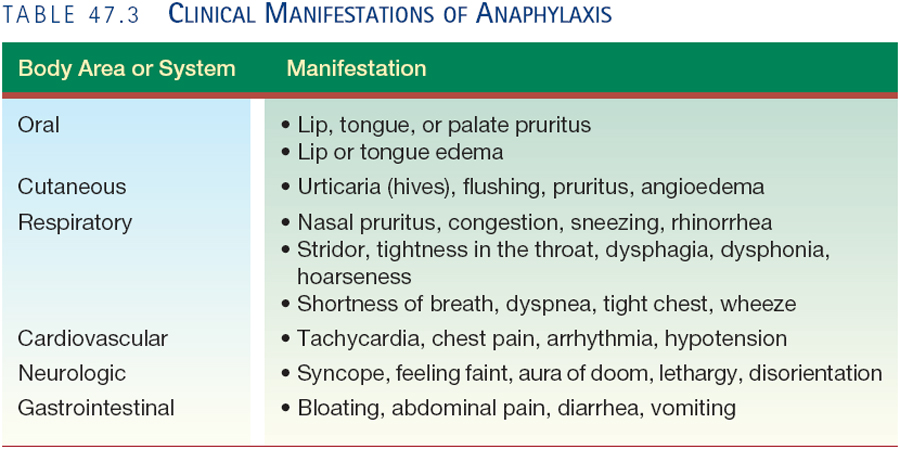 TABLE 47.3 CLINICAL MANIFESTATIONS OF ANAPHYLAXIS
Body Area or System Manifestation
Oral • Lip, tongue, or palate pruritus
• Lip or tongue edema
Cutaneous • Urticaria (hives), flushing, pruritus, angioedema
Respiratory • Nasal pruritus, congestion, sneezing, rhinorrhea
• Stridor, tightness in the throat, dysphagia, dysphonia,
hoarseness
• Shortness of breath, dyspnea, tight chest, wheeze
Cardiovascular • Tachycardia, chest pain, arrhythmia, hypotension
Neurologic • Syncope, feeling faint, aura of doom, lethargy, disorientation
Gastrointestinal • Bloating, abdominal pain, diarrhea, vomiting